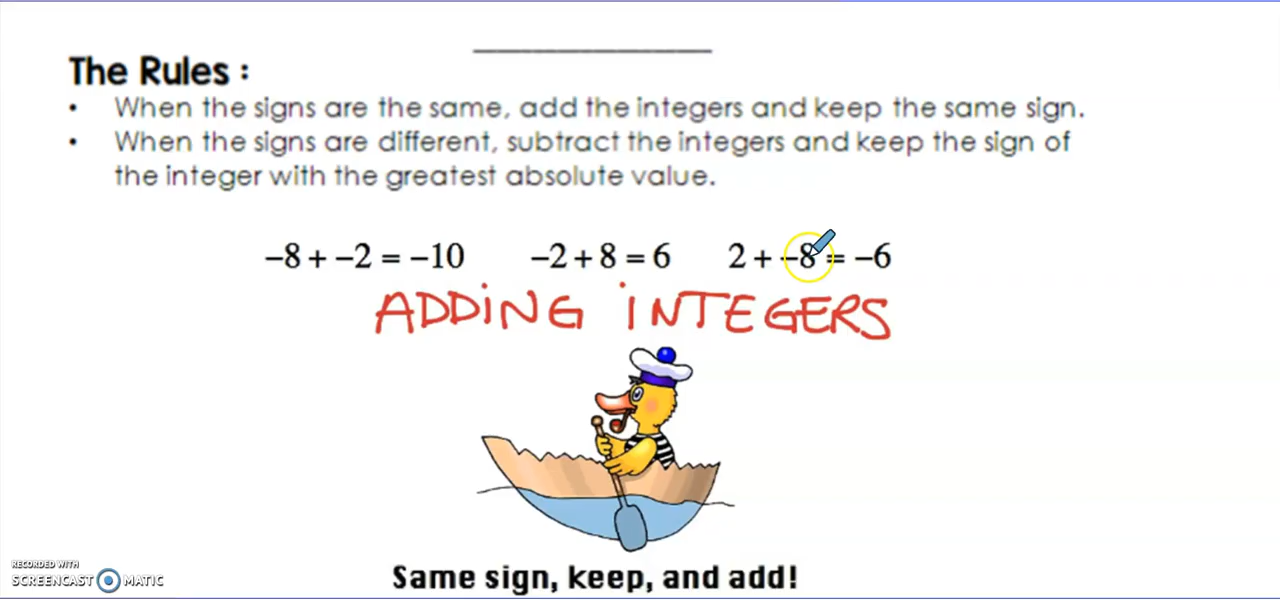 The Rules :
• When the signs are the same, add the integers and keep the same sign.
• When the signs are different, subtract the integers and keep the sign of
the integer with the greatest absolute value.
−8 + −2 = −10 −2 + 8 = 6 2 + −8 = −6
ADDiNG iNTEGERS
Same sign, keep, and add!
RECORDED WITH
SCREENCAST MATIC